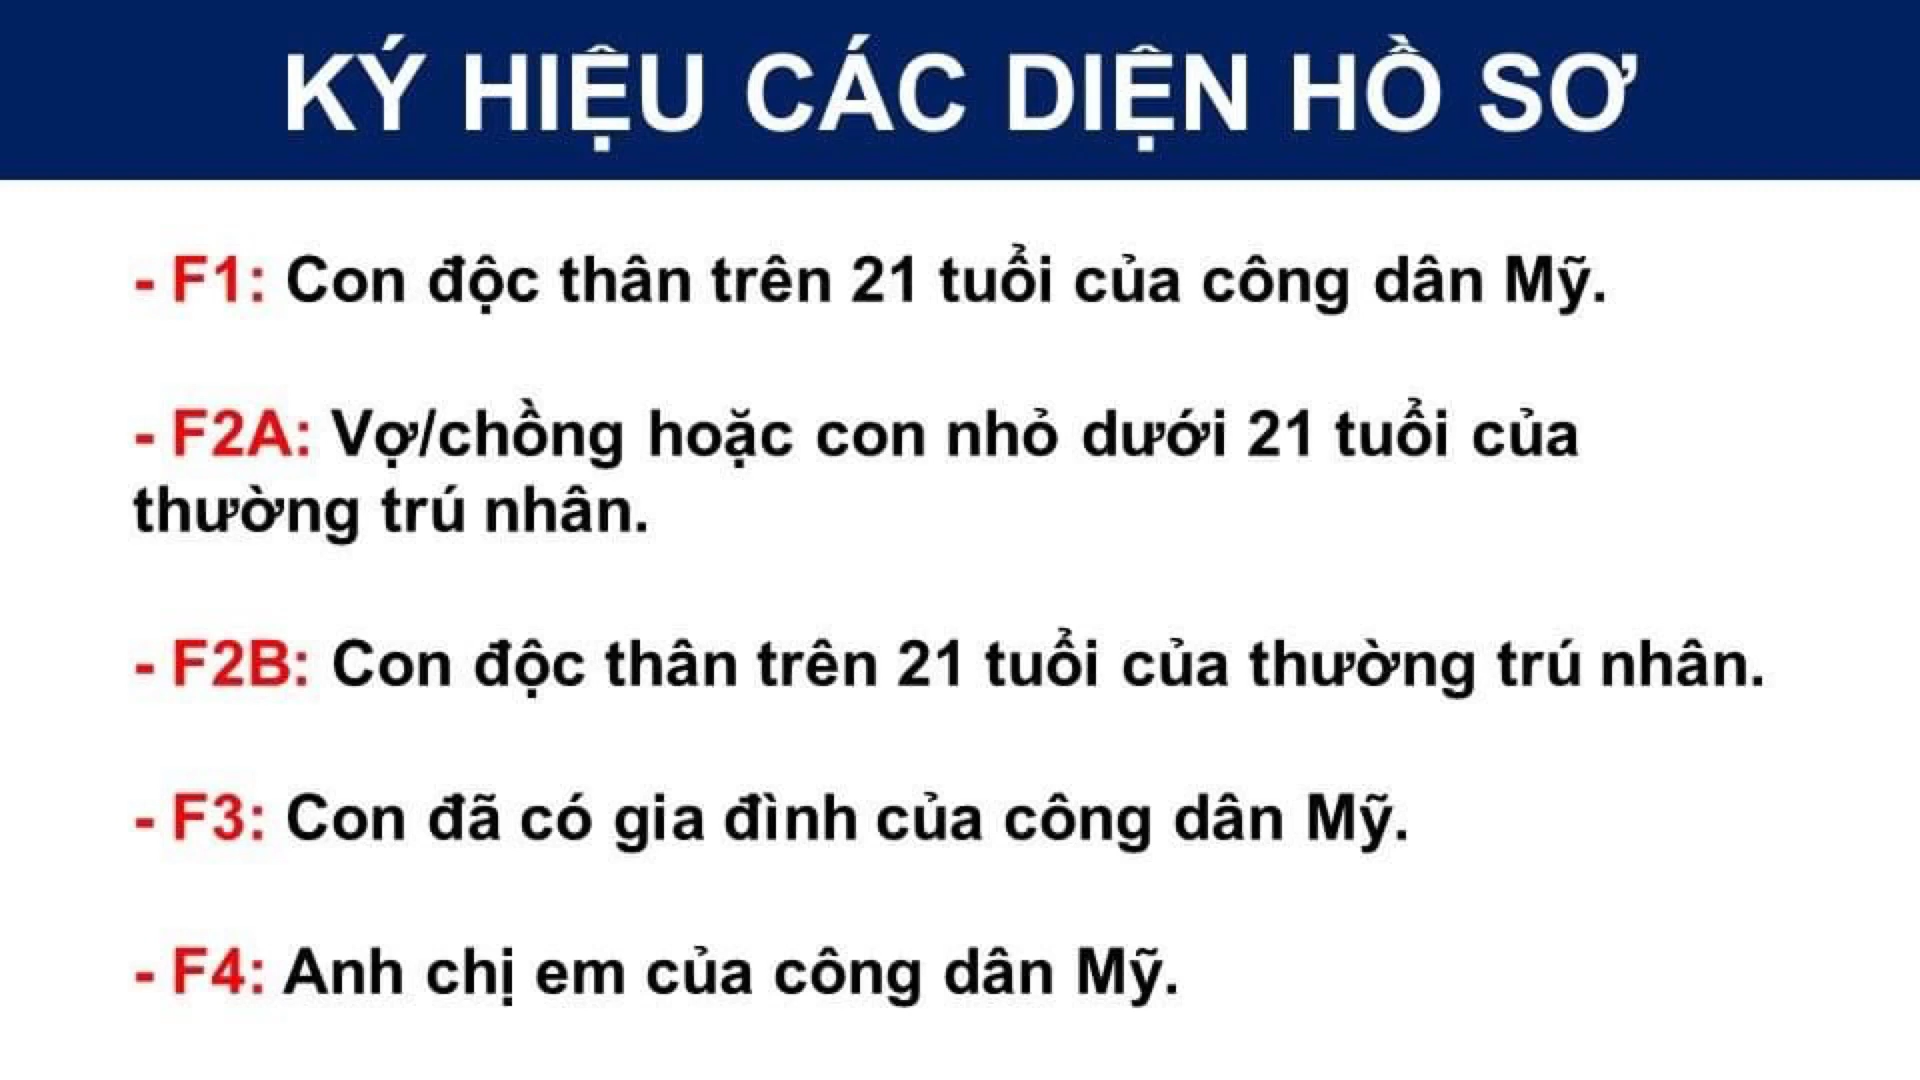 KÝ HIỆU CÁC DIỆN HỒ SƠ
- F1: Con độc thân trên 21 tuổi của công dân Mỹ.
- F2A: Vợ/chồng hoặc con nhỏ dưới 21 tuổi của
thường trú nhân.
- F2B: Con độc thân trên 21 tuổi của thường trú nhân.
- F3: Con đã có gia đình của công dân Mỹ.
- F4: Anh chị em của công dân Mỹ.